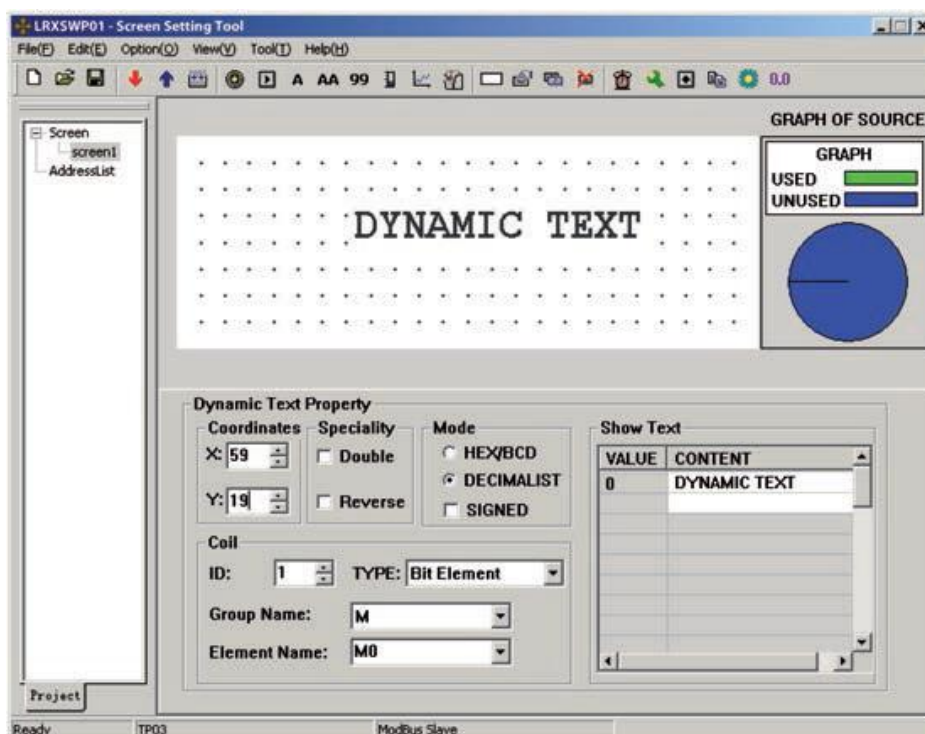 LRXSWP01 - Screen Setting Tool
File(F) Edit(E) Option(O) View(V) Tool(T) Help(H)
A AA 99 0.0
Screen
screen1
AddressList
GRAPH OF SOURCE
GRAPH
USED
UNUSED
DYNAMIC TEXT
Dynamic Text Property
Coordinates Speciality Mode Show Text
X: 59 Double HEX/BCD VALUE CONTENT
DECIMALIST 0 DYNAMIC TEXT
Y: 19 Reverse SIGNED
Coil
ID: 1 TYPE: Bit Element
Group Name: M
Element Name: M0
Project
Ready TP03 ModBus Slave